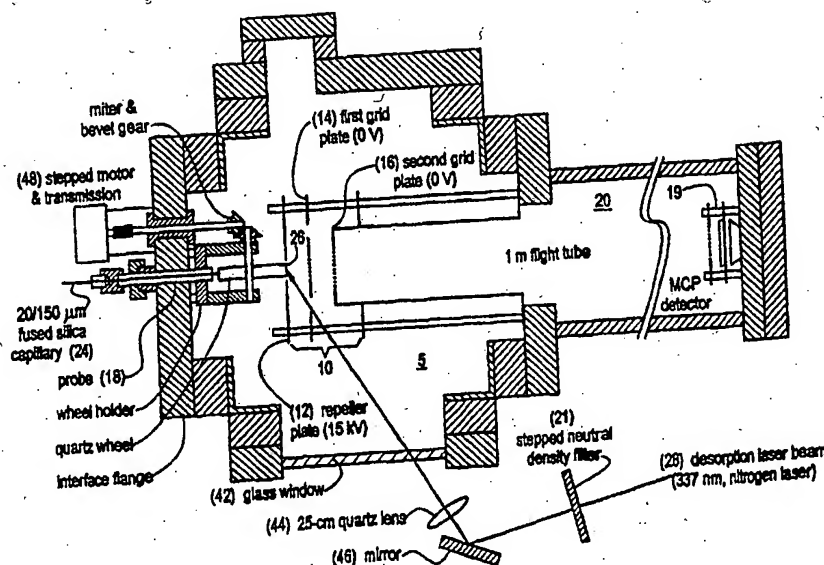 miter &
bevel gear
(14) first grid
plate (0 V)
(48) stepped motor
& transmission
(16) second grid
plate (0 V)
20
19
26
1 m flight tube
MCP
detector
20/150 µm
fused silica
capillary (24)
10
5
probe (18)
wheel holder
quartz wheel
interface flange
(12) repeller
plate (15 kV)
(21)
stepped neutral
density filter
(42) glass window
(28) desorption laser beam
(337 nm, nitrogen laser)
(44) 25-cm quartz lens
(46) mirror